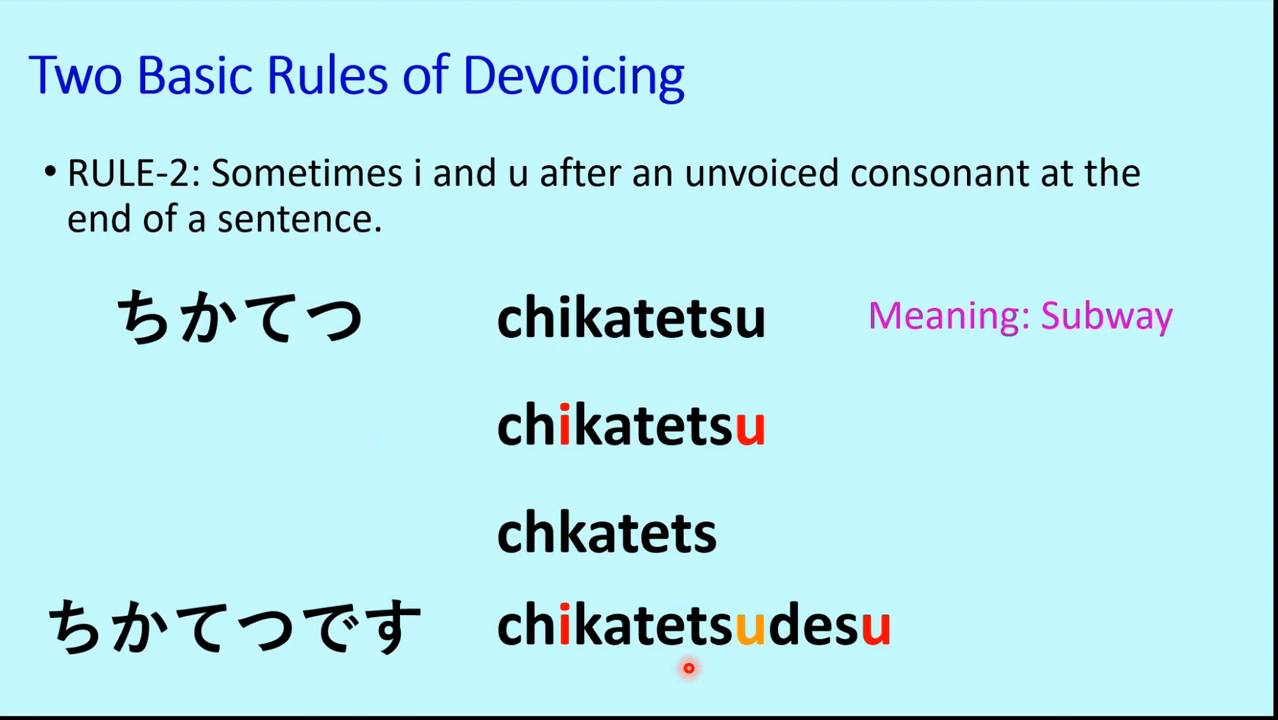 Two Basic Rules of Devoicing
• RULE-2: Sometimes i and u after an unvoiced consonant at the
end of a sentence.
ちかてつ chikatetsu Meaning: Subway
chikatetsu
chkatets
ちかてつです chikatetsudesu